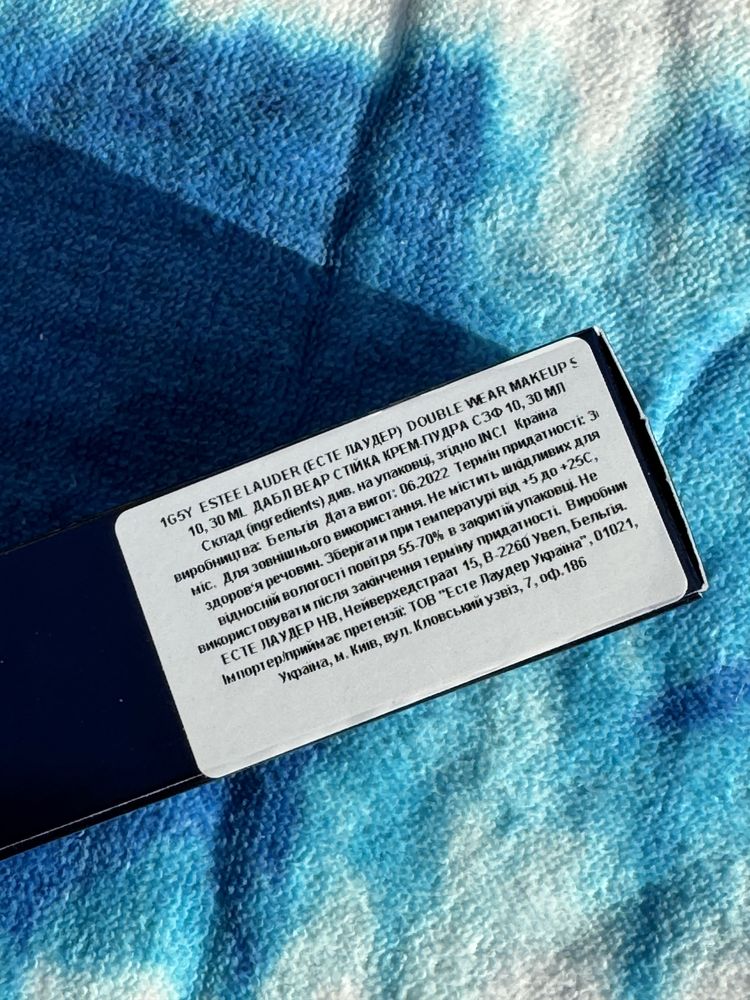 1G5Y ESTEE LAUDER (ЕСТЕ ЛАУДЕР) DOUBLE WEAR MAKEUP S
10, 30 ML ДАБЛ ВЕАР СТІЙКА КРЕМ-ПУДРА СЗФ 10, 30 МЛ
Склад (ingredients) див. на упаковці, згідно INCI Країна
виробництва: Бельгія Дата вигот: 06.2022 Термін придатності: 3
міс. Для зовнішнього використання. Не містить шкідливих для
здоров'я речовин. Зберігати при температурі від +5 до +25С,
відносній вологості повітря 55-70% в закритій упаковці. Не
використовувати після закінчення терміну придатності. Виробник
ЕСТЕ ЛАУДЕР НВ, Нейверхедстраат 15, В-2260 Увел, Бельгія.
Імпортер/приймає претензії: ТОВ "Есте Лаудер Україна", 01021,
Україна, м. Київ, вул. Кловський узвіз, 7, оф.186